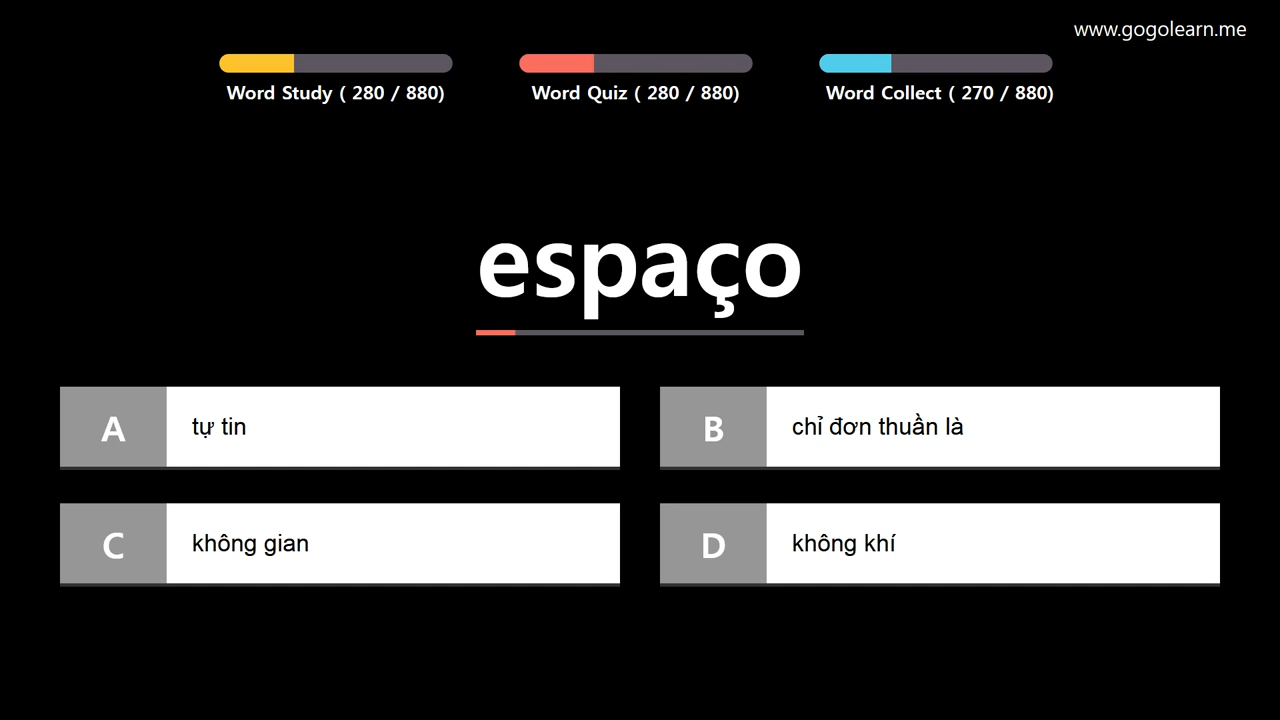 www.gogolearn.me
Word Study ( 280 / 880)
Word Quiz ( 280 / 880)
Word Collect ( 270 / 880)
espaço
A
tự tin
B
chỉ đơn thuần là
C
không gian
D
không khí